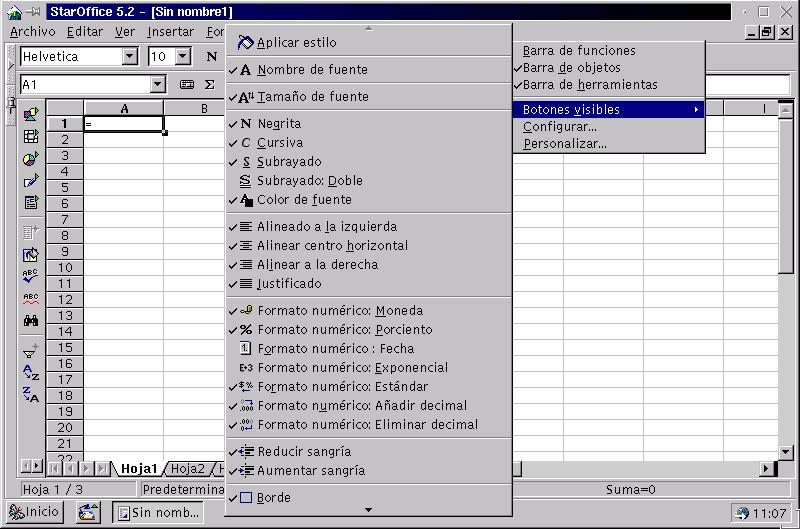 StarOffice 5.2 - [Sin nombre1]
Archivo Editar Ver Insertar For
Helvetica 10 N
A1 Σ
A B I
1 =
2
3
4
5
6
7
8
9
10
11
12
13
14
15
16
17
18
19
20
21
22
Aplicar estilo
A Nombre de fuente
A Tamaño de fuente
N Negrita
C Cursiva
S Subrayado
S Subrayado: Doble
A Color de fuente
Alineado a la izquierda
Alinear centro horizontal
Alinear a la derecha
Justificado
Formato numérico: Moneda
% Formato numérico: Porciento
1. Formato numérico : Fecha
E+3 Formato numérico: Exponencial
Formato numérico: Estándar
Formato numérico: Añadir decimal
Formato numérico: Eliminar decimal
Reducir sangría
Aumentar sangría
Borde
Barra de funciones
Barra de objetos
Barra de herramientas
Botones visibles
Configurar...
Personalizar...
ABC
ABC
A Z
Z A
Hoja1 Hoja2
Hoja 1 / 3 Predetermina Suma=0
Inicio Sin nomb... 11:07